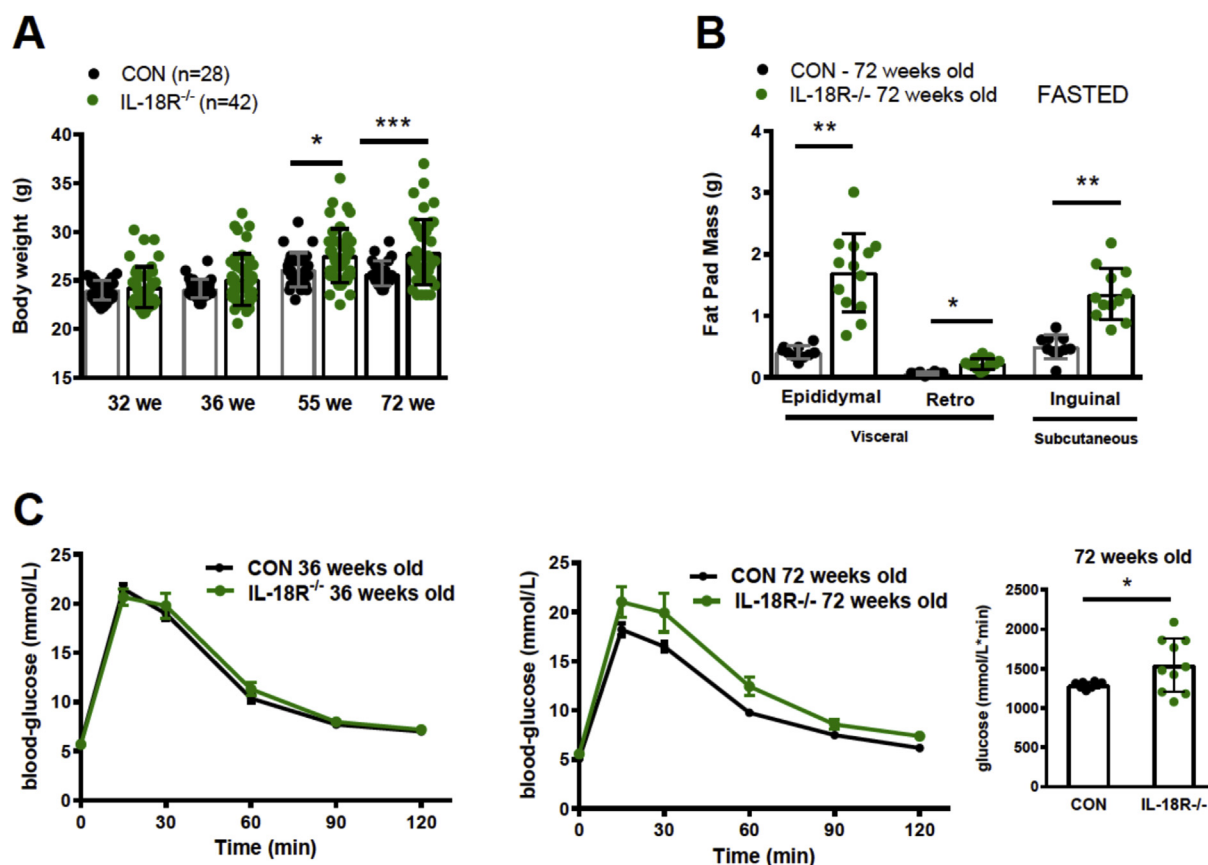 A
CON (n=28)
IL-18R-/- (n=42)
Body weight (g)
40
35
30
25
20
15
*
***
32 we 36 we 55 we 72 we
B
CON - 72 weeks old
IL-18R-/- 72 weeks old
FASTED
Fat Pad Mass (g)
4
3
2
1
0
**
*
**
Epididymal Retro Inguinal
Visceral Subcutaneous
C
blood-glucose (mmol/L)
25
20
15
10
5
0
CON 36 weeks old
IL-18R-/- 36 weeks old
0 30 60 90 120
Time (min)
blood-glucose (mmol/L)
25
20
15
10
5
0
CON 72 weeks old
IL-18R-/- 72 weeks old
0 30 60 90 120
Time (min)
72 weeks old
*
glucose (mmol/L*min)
2500
2000
1500
1000
500
0
CON IL-18R-/-